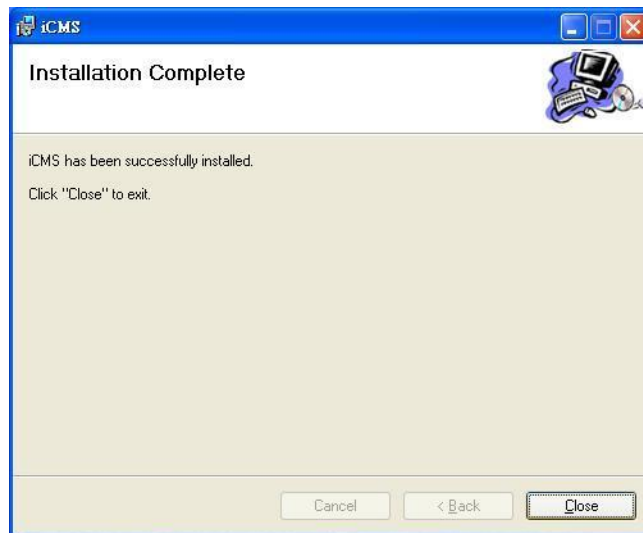 iCMS
Installation Complete
iCMS has been successfully installed.
Click "Close" to exit.
Cancel
< Back
Close